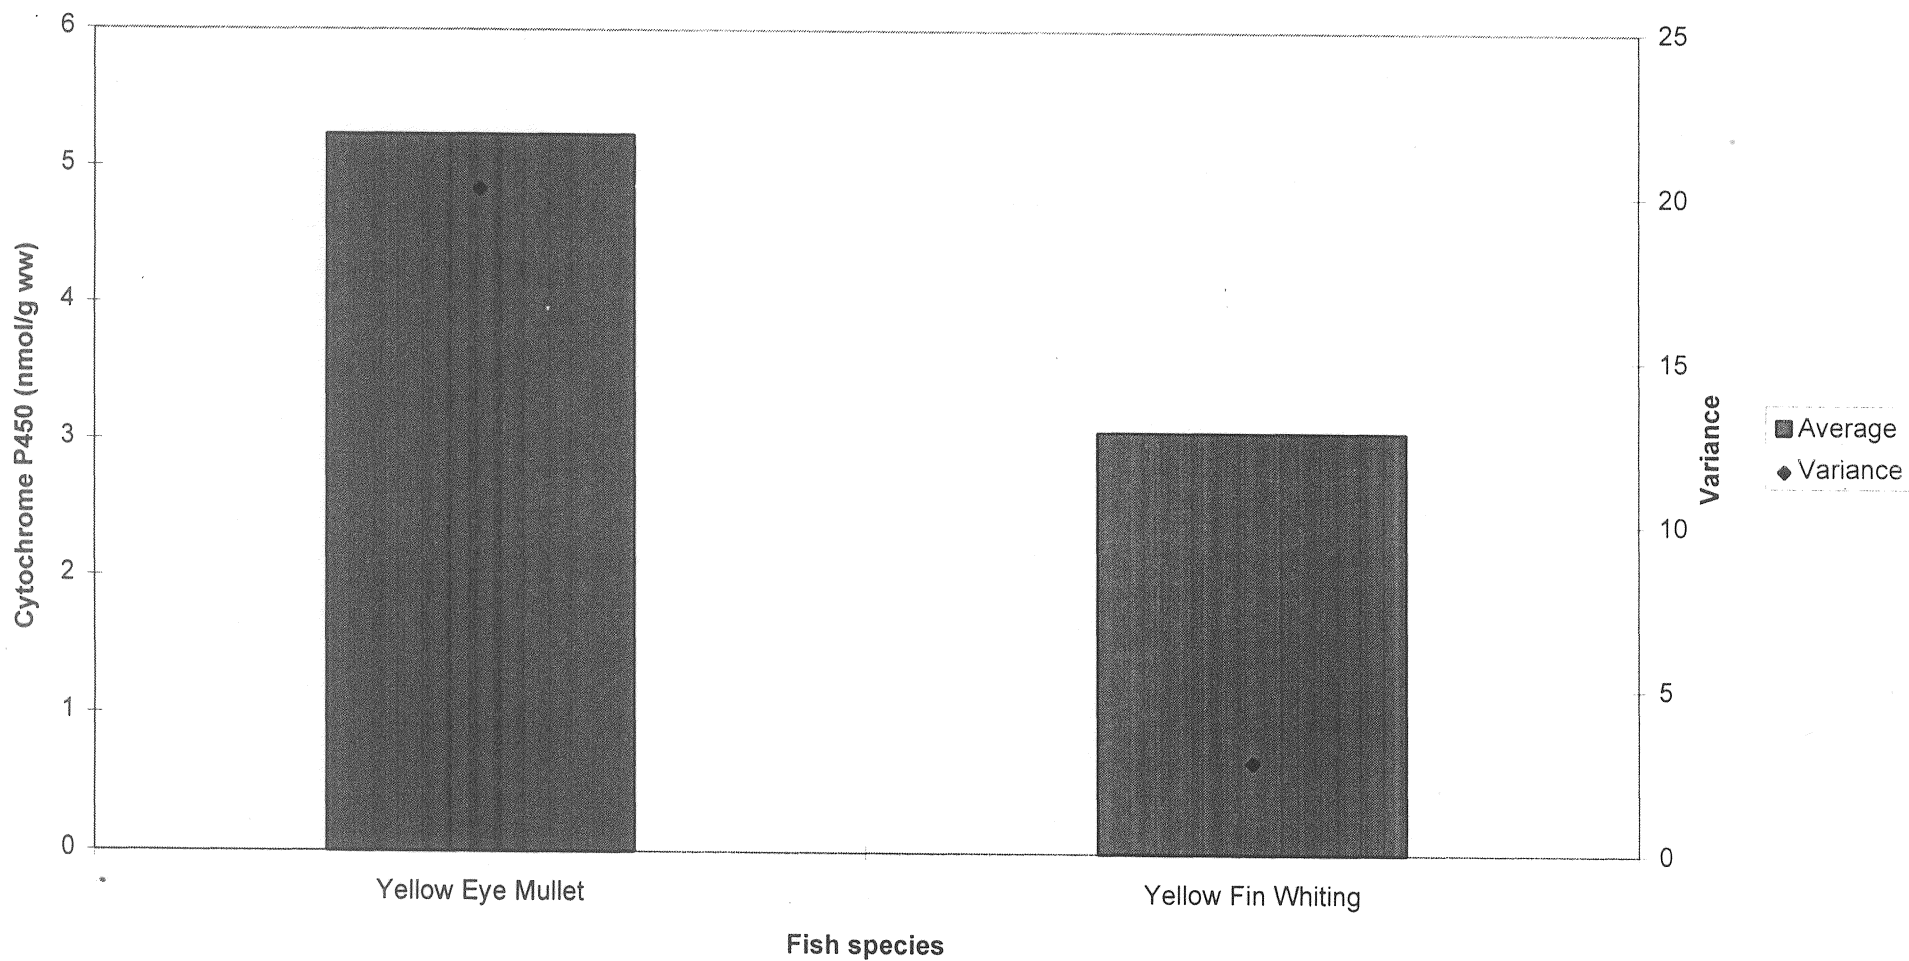 6
5
4
3
2
1
0
Cytochrome P450 (nmol/g ww)
25
20
15
10
5
0
Variance
Average
Variance
Yellow Eye Mullet
Yellow Fin Whiting
Fish species